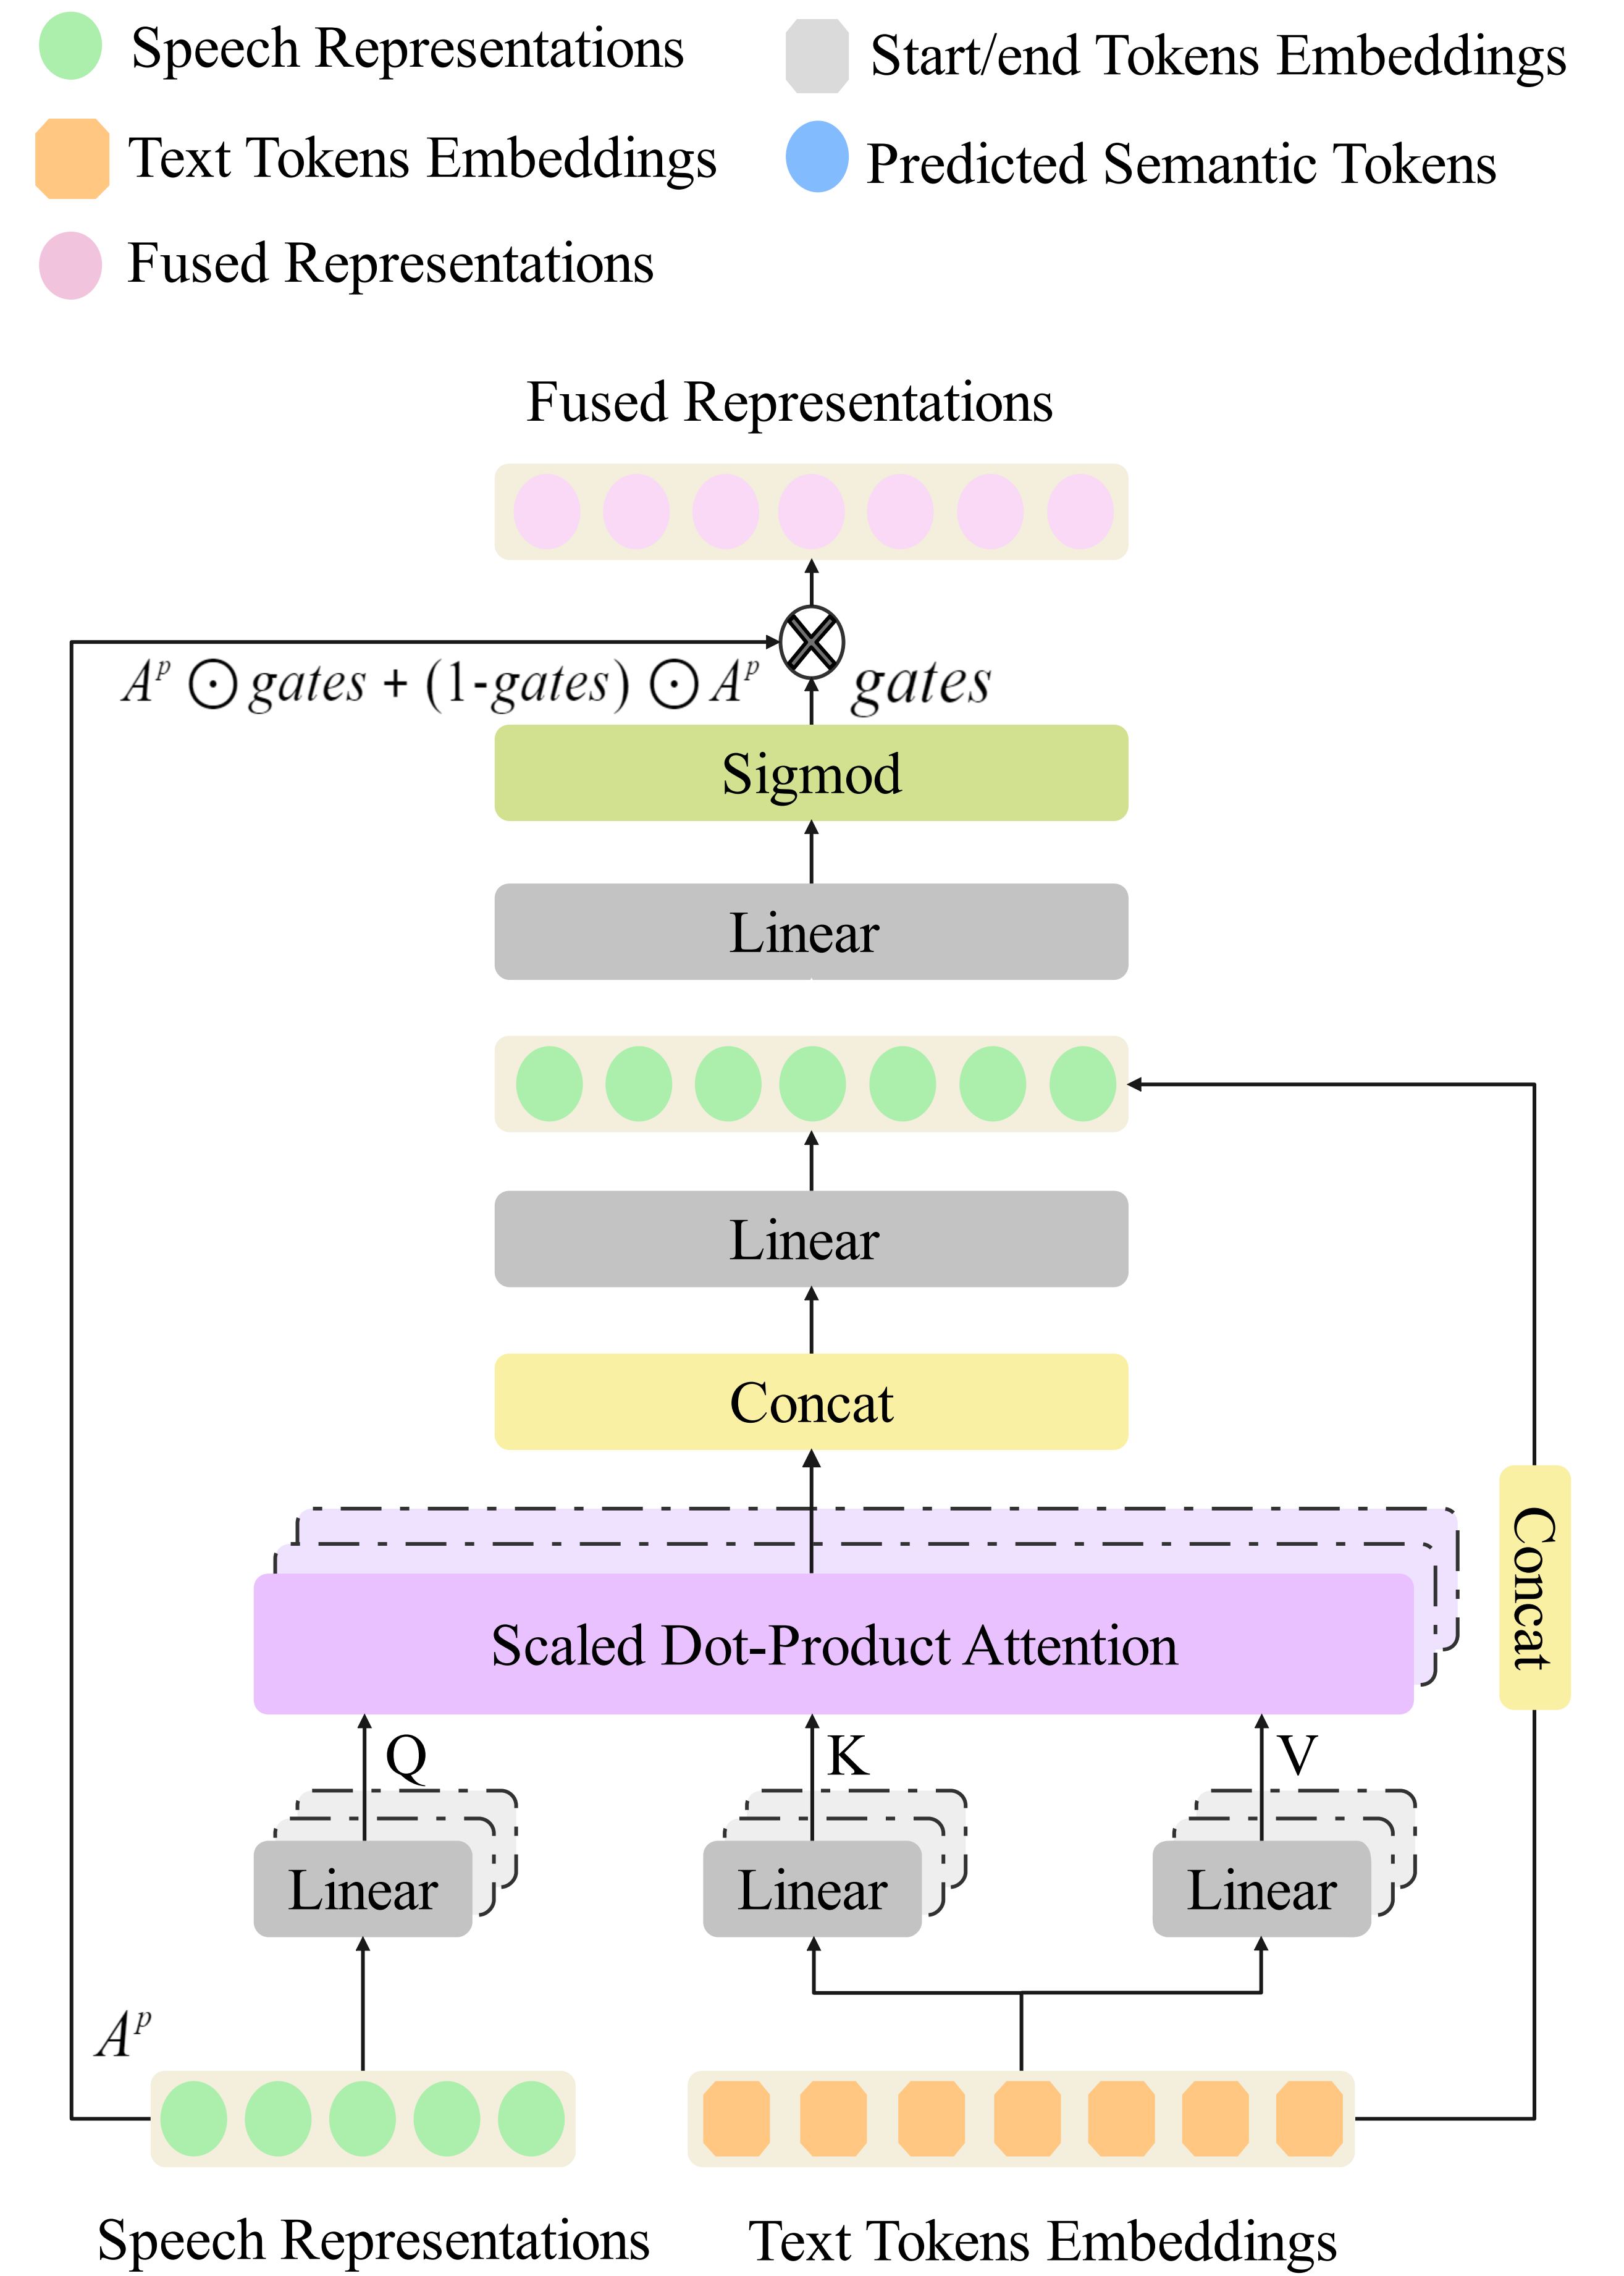 Speech Representations
Start/end Tokens Embeddings
Text Tokens Embeddings
Predicted Semantic Tokens
Fused Representations
Fused Representations
A^p ⊙ gates + (1-gates) ⊙ A^p
gates
Sigmod
Linear
Linear
Concat
Concat
Scaled Dot-Product Attention
Q
K
V
Linear
Linear
Linear
A^p
Speech Representations
Text Tokens Embeddings